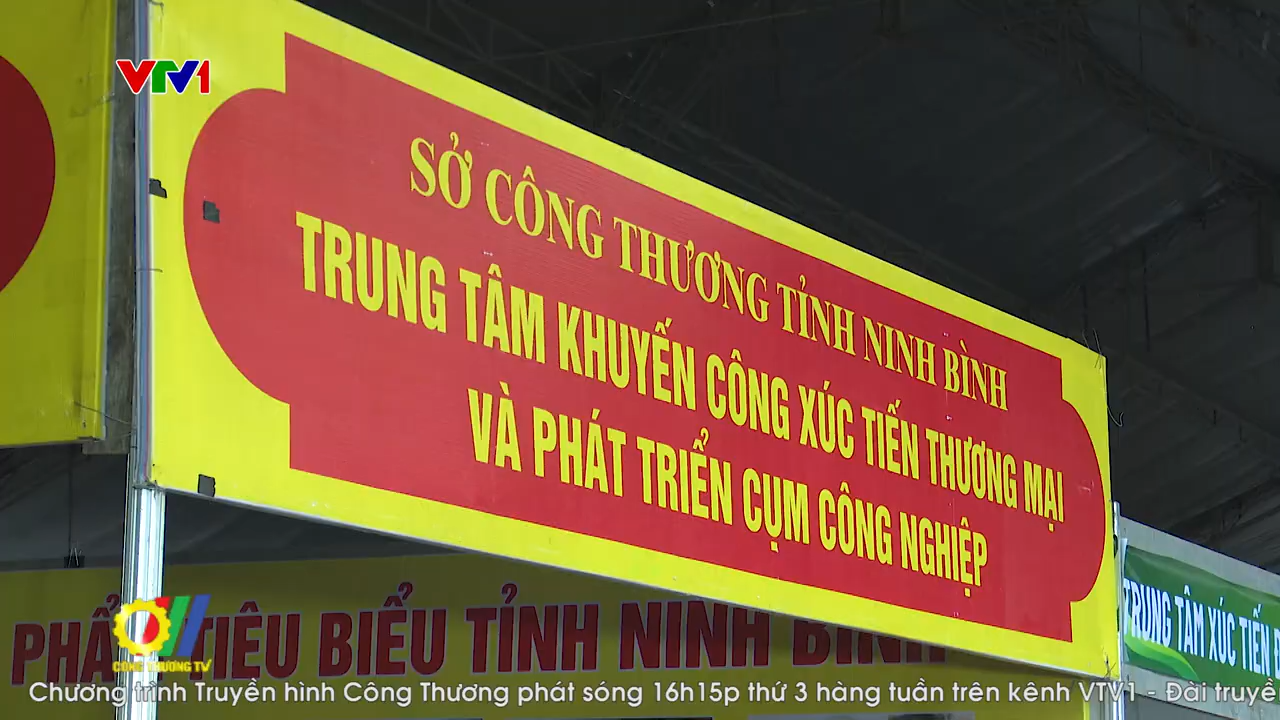 VTV1
SỞ CÔNG THƯƠNG TỈNH NINH BÌNH
TRUNG TÂM KHUYẾN CÔNG XÚC TIẾN THƯƠNG MẠI
VÀ PHÁT TRIỂN CỤM CÔNG NGHIỆP
PHẨM TIÊU BIỂU TỈNH NINH BÌNH
TRUNG TÂM XÚC TIẾN
CÔNG THƯƠNG TV
Chương trình Truyền hình Công Thương phát sóng 16h15p thứ 3 hàng tuần trên kênh VTV1 - Đài truyề